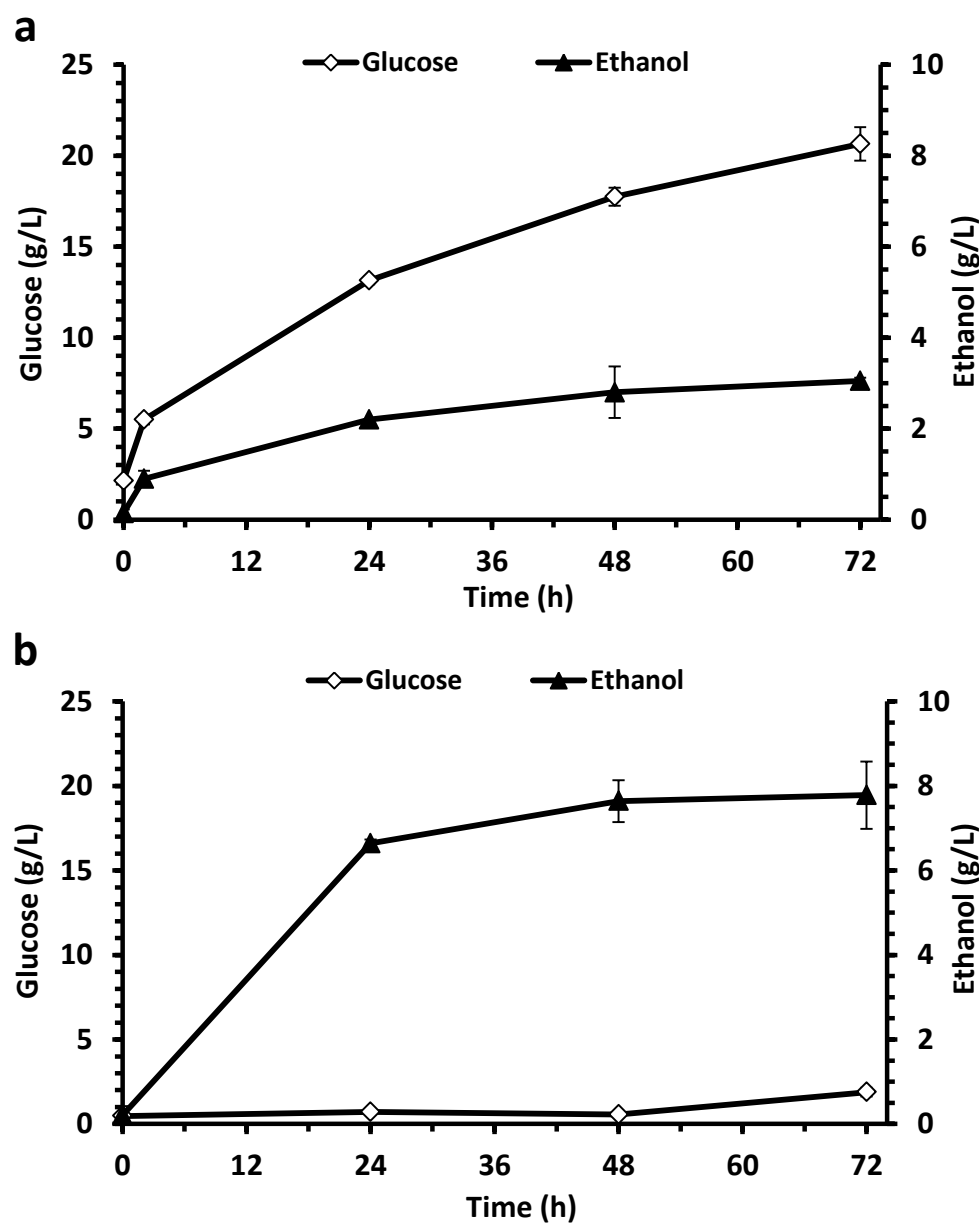 a
Glucose Ethanol
25 10
20 8
15 6
10 4
5 2
0 0
Glucose (g/L)
Ethanol (g/L)
0 12 24 36 48 60 72
Time (h)
b
Glucose Ethanol
25 10
20 8
15 6
10 4
5 2
0 0
Glucose (g/L)
Ethanol (g/L)
0 12 24 36 48 60 72
Time (h)